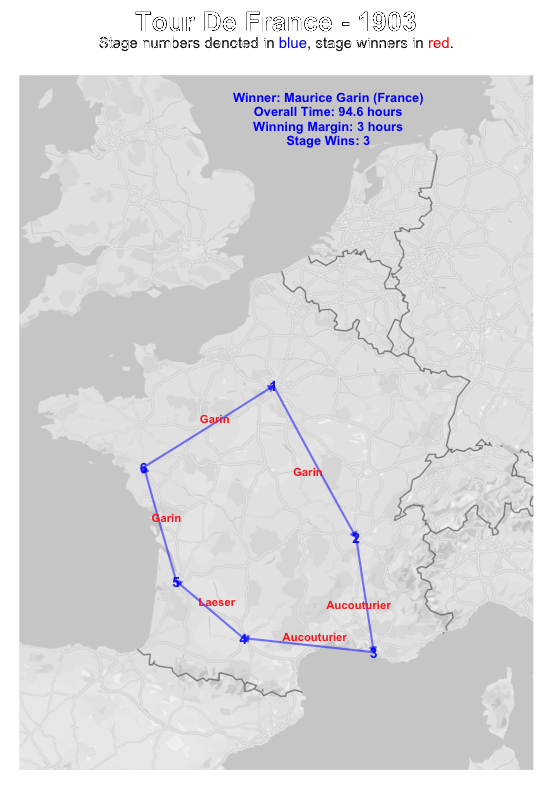 Tour De France - 1903
Stage numbers denoted in blue, stage winners in red.
Winner: Maurice Garin (France)
Overall Time: 94.6 hours
Winning Margin: 3 hours
Stage Wins: 3
1
Garin
6
Garin
Garin
2
5
Laeser
Aucouturier
4
Aucouturier
3